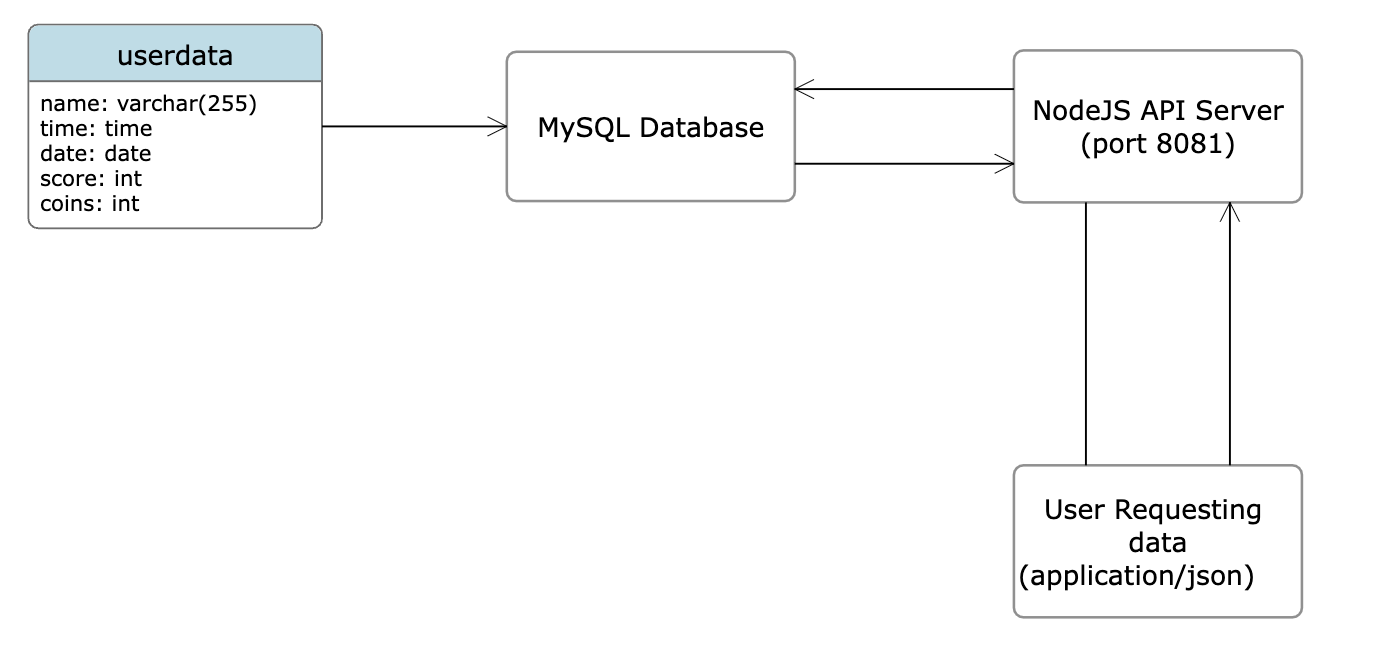 userdata
name: varchar(255)
time: time
date: date
score: int
coins: int
MySQL Database
NodeJS API Server
(port 8081)
User Requesting
data
(application/json)